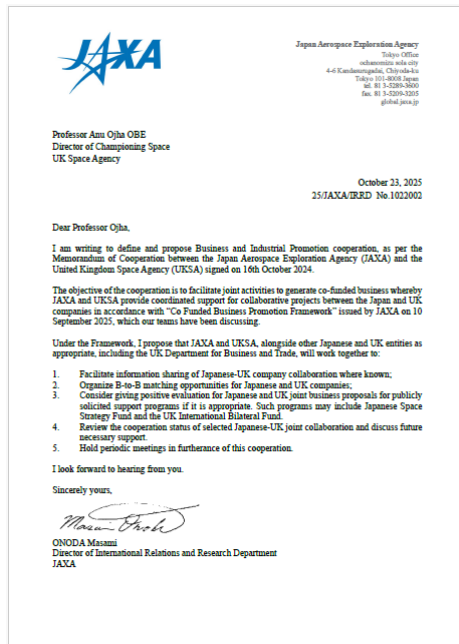 JAXA
Japan Aerospace Exploration Agency
Tokyo Office
ochanomizu sola city
4-6 Kandasurugadai, Chiyoda-ku
Tokyo 101-8008 Japan
tel. 81 3-5289-3600
fax. 81 3-5209-3205
global.jaxa.jp
Professor Anu Ojha OBE
Director of Championing Space
UK Space Agency
October 23, 2025
25/JAXA/IRRD No.1022002
Dear Professor Ojha,
I am writing to define and propose Business and Industrial Promotion cooperation, as per the
Memorandum of Cooperation between the Japan Aerospace Exploration Agency (JAXA) and the
United Kingdom Space Agency (UKSA) signed on 16th October 2024.
The objective of the cooperation is to facilitate joint activities to generate co-funded business whereby
JAXA and UKSA provide coordinated support for collaborative projects between the Japan and UK
companies in accordance with "Co Funded Business Promotion Framework" issued by JAXA on 10
September 2025, which our teams have been discussing.
Under the Framework, I propose that JAXA and UKSA, alongside other Japanese and UK entities as
appropriate, including the UK Department for Business and Trade, will work together to:
1. Facilitate information sharing of Japanese-UK company collaboration where known;
2. Organize B-to-B matching opportunities for Japanese and UK companies;
3. Consider giving positive evaluation for Japanese and UK joint business proposals for publicly
solicited support programs if it is appropriate. Such programs may include Japanese Space
Strategy Fund and the UK International Bilateral Fund.
4. Review the cooperation status of selected Japanese-UK joint collaboration and discuss future
necessary support.
5. Hold periodic meetings in furtherance of this cooperation.
I look forward to hearing from you.
Sincerely yours,
ONODA Masami
Director of International Relations and Research Department
JAXA